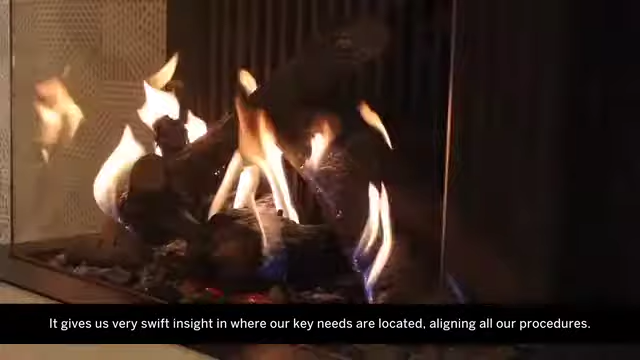 It gives us very swift insight in where our key needs are located, aligning all our procedures.